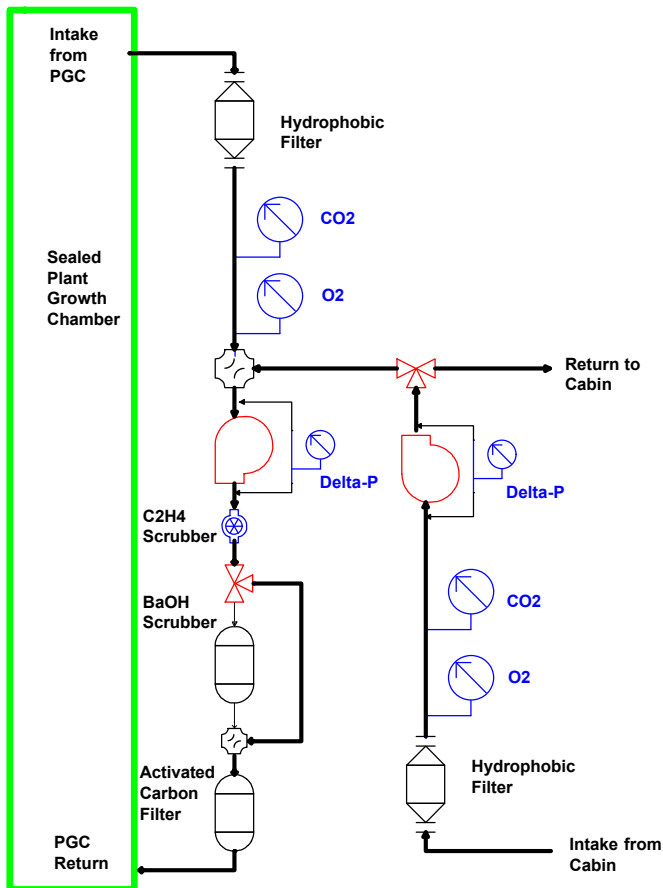 Intake
from
PGC
Hydrophobic
Filter
CO2
Sealed
Plant
Growth
Chamber
O2
Return to
Cabin
Delta-P
Delta-P
C2H4
Scrubber
BaOH
Scrubber
CO2
O2
Activated
Carbon
Filter
Hydrophobic
Filter
PGC
Return
Intake from
Cabin